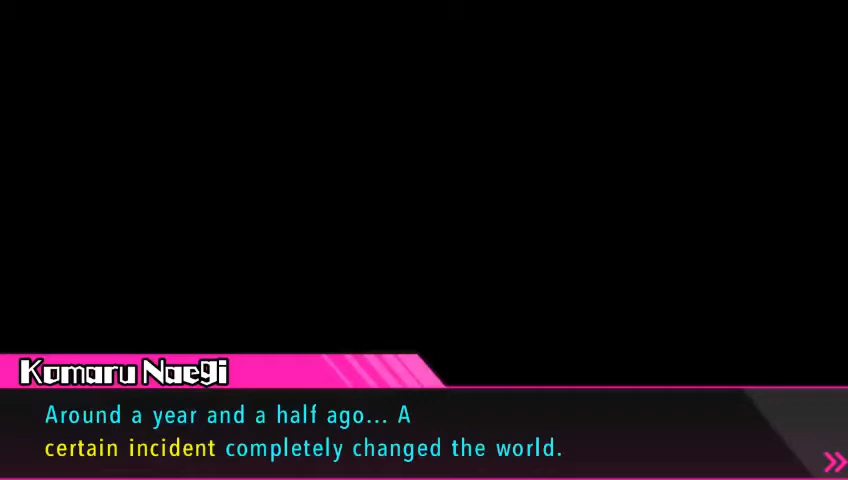 Komaru Naegi
Around a year and a half ago... A
certain incident completely changed the world.